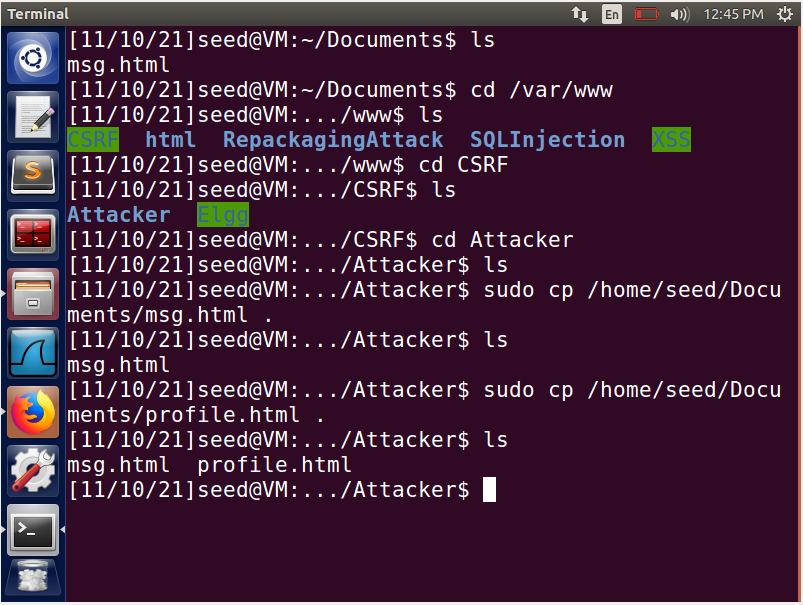 Terminal
En
12:45 PM
[11/10/21]seed@VM:~/Documents$ ls
msg.html
[11/10/21]seed@VM:~/Documents$ cd /var/www
[11/10/21]seed@VM:.../www$ ls
CSRF  html  RepackagingAttack  SQLInjection  XSS
[11/10/21]seed@VM:.../www$ cd CSRF
[11/10/21]seed@VM:.../CSRF$ ls
Attacker  Elgg
[11/10/21]seed@VM:.../CSRF$ cd Attacker
[11/10/21]seed@VM:.../Attacker$ ls
[11/10/21]seed@VM:.../Attacker$ sudo cp /home/seed/Docu
ments/msg.html .
[11/10/21]seed@VM:.../Attacker$ ls
msg.html
[11/10/21]seed@VM:.../Attacker$ sudo cp /home/seed/Docu
ments/profile.html .
[11/10/21]seed@VM:.../Attacker$ ls
msg.html  profile.html
[11/10/21]seed@VM:.../Attacker$